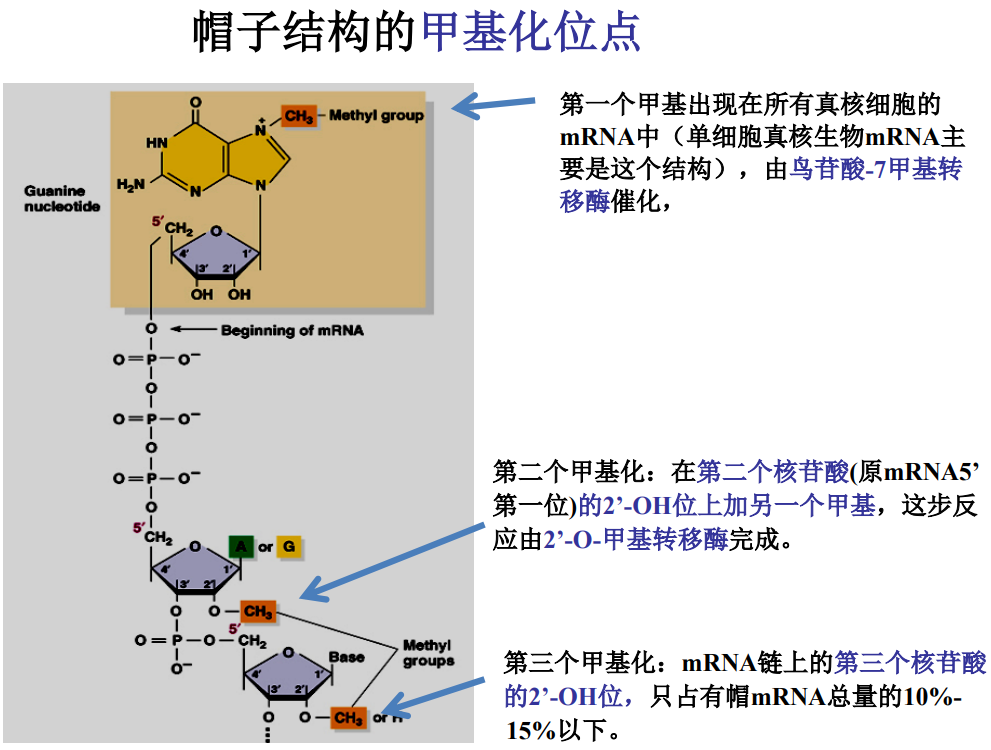 帽子结构的甲基化位点
第一个甲基出现在所有真核细胞的
mRNA中（单细胞真核生物mRNA主
要是这个结构），由鸟苷酸-7甲基转
移酶催化，
O
N
+
CH₃
Methyl group
HN
H₂N
N
N
Guanine
nucleotide
5′
CH₂
O
4′
1′
3′
2′
OH
OH
O
Beginning of mRNA
O=P–O⁻
O
O=P–O⁻
O
O=P–O⁻
O
第二个甲基化：在第二个核苷酸(原mRNA5’
第一位)的2’-OH位上加另一个甲基，这步反
应由2’-O-甲基转移酶完成。
5′
CH₂
O
A or G
4′
1′
3′
2′
O
O–CH₃
5′
O=P–O–CH₂
O⁻
Methyl
groups
O
Base
4′
1′
3′
2′
O
O–CH₃ or H
第三个甲基化：mRNA链上的第三个核苷酸
的2’-OH位，只占有帽mRNA总量的10%-
15%以下。